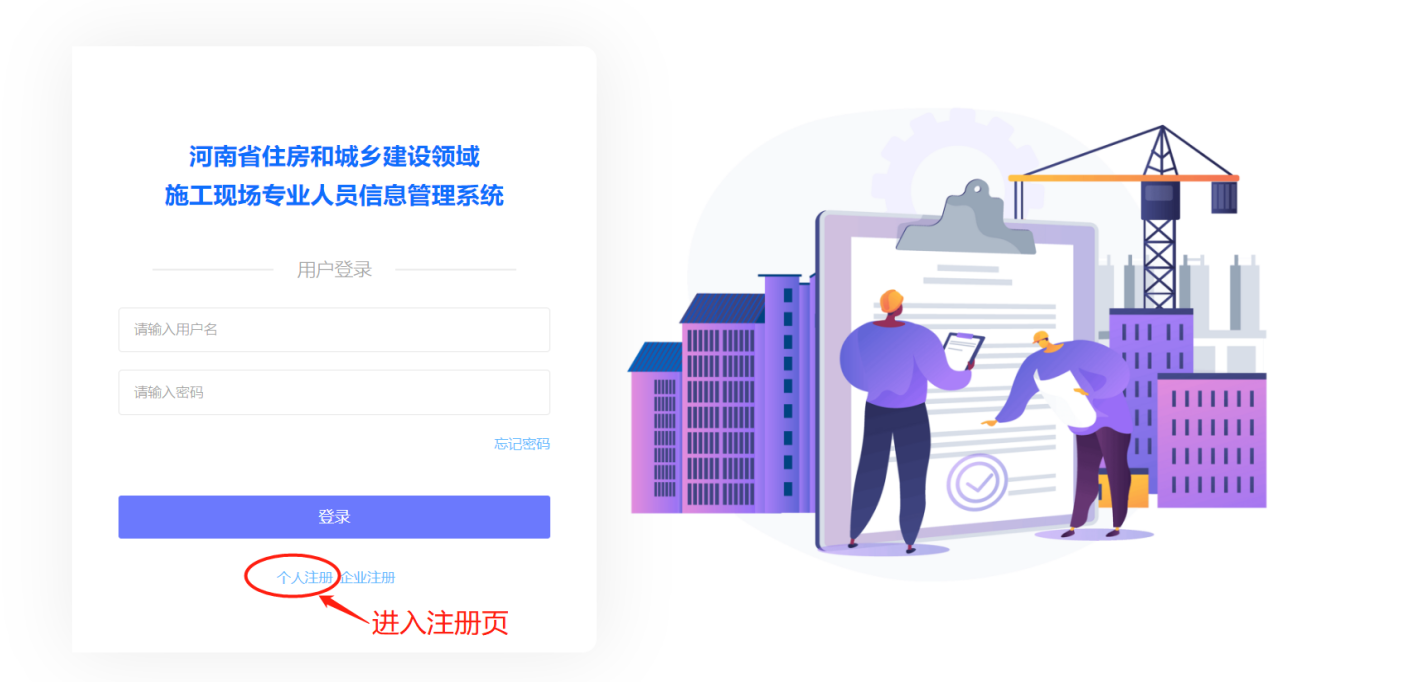 河南省住房和城乡建设领域
施工现场专业人员信息管理系统
用户登录
请输入用户名
请输入密码
忘记密码
登录
个人注册 企业注册
进入注册页